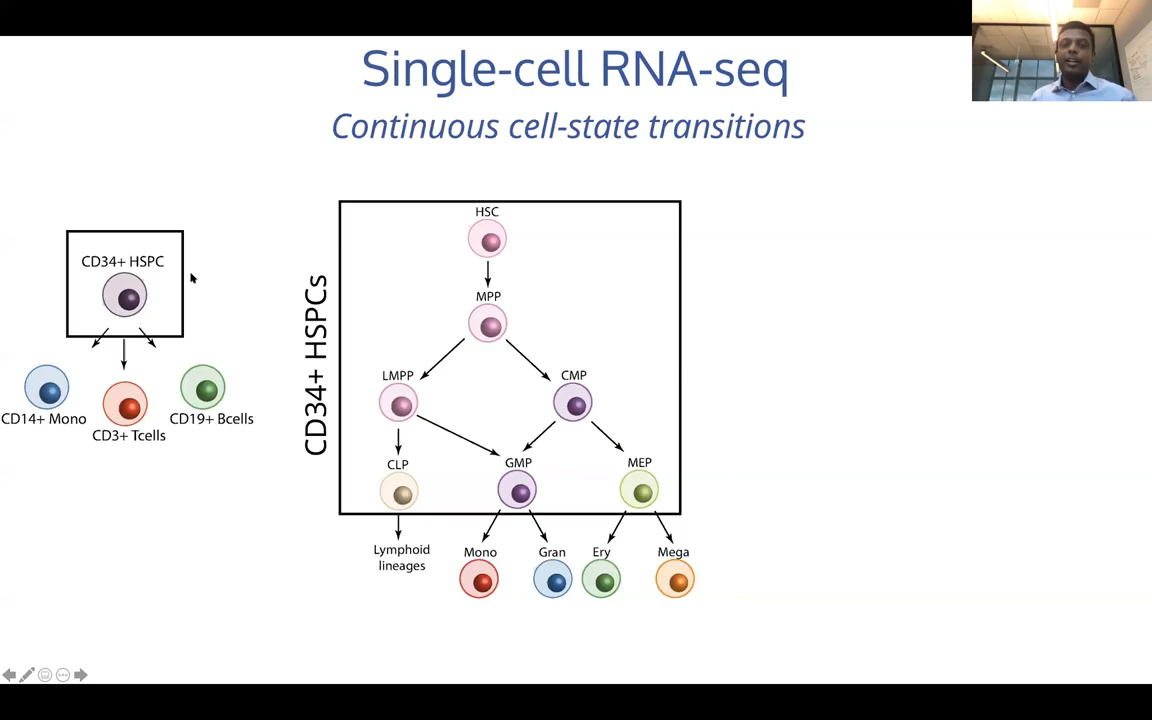 Single-cell RNA-seq
Continuous cell-state transitions
CD34+ HSPC
CD14+ Mono
CD3+ Tcells
CD19+ Bcells
CD34+ HSPCs
HSC
MPP
LMPP
CMP
CLP
GMP
MEP
Lymphoid
lineages
Mono
Gran
Ery
Mega